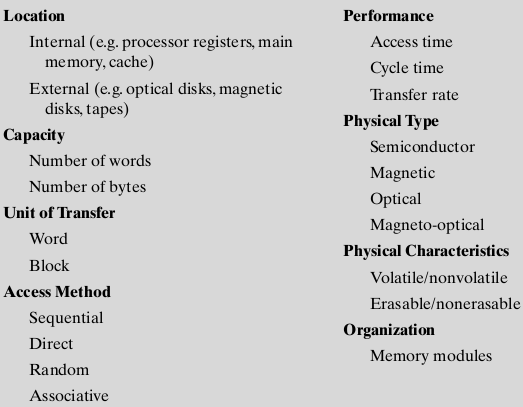 Location
Internal (e.g. processor registers, main
memory, cache)
External (e.g. optical disks, magnetic
disks, tapes)
Capacity
Number of words
Number of bytes
Unit of Transfer
Word
Block
Access Method
Sequential
Direct
Random
Associative
Performance
Access time
Cycle time
Transfer rate
Physical Type
Semiconductor
Magnetic
Optical
Magneto-optical
Physical Characteristics
Volatile/nonvolatile
Erasable/nonerasable
Organization
Memory modules